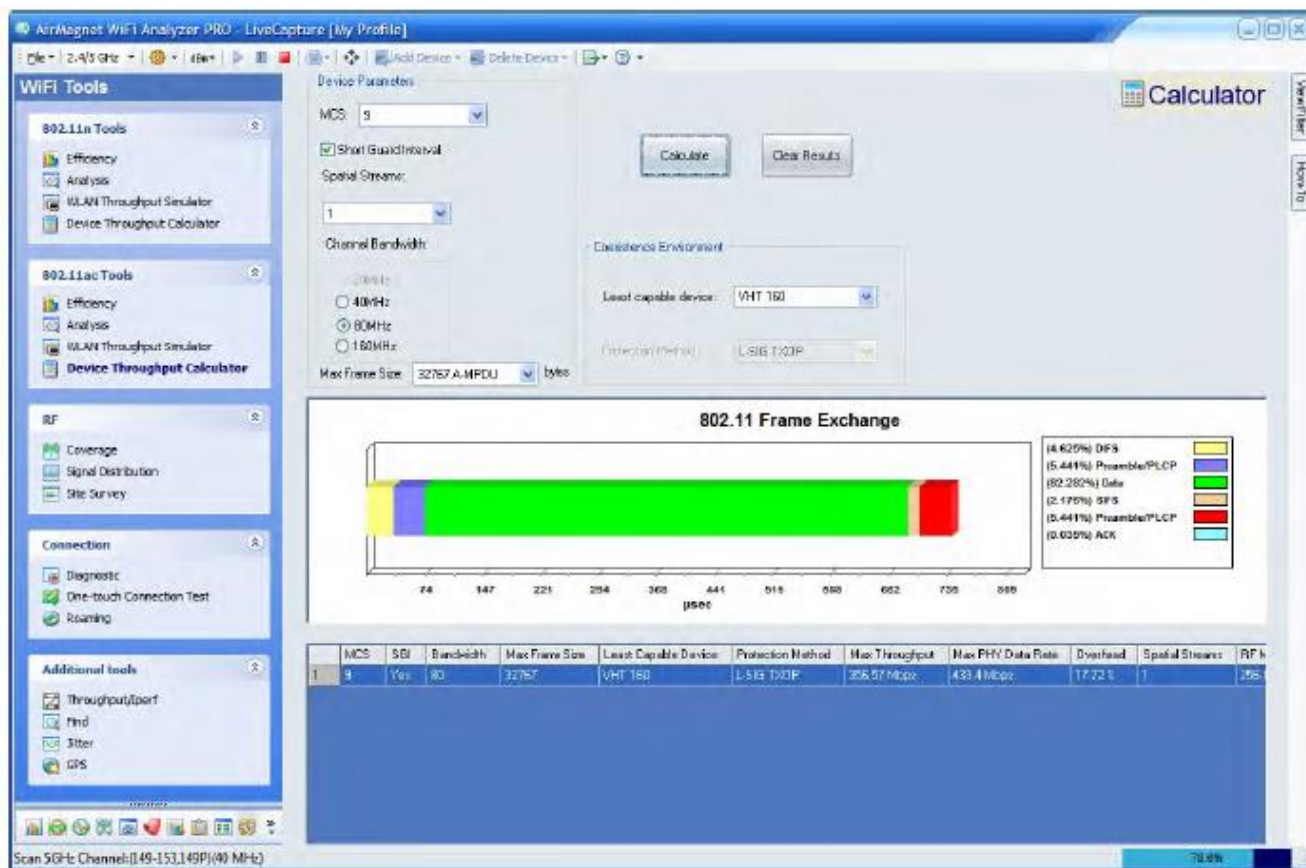 AirMagnet WiFi Analyzer PRO - LiveCapture [My Profile]
File 2.4/5 GHz dBm Add Device Delete Device
WiFi Tools
802.11n Tools
Efficiency
Analysis
WLAN Throughput Simulator
Device Throughput Calculator
802.11ac Tools
Efficiency
Analysis
WLAN Throughput Simulator
Device Throughput Calculator
RF
Coverage
Signal Distribution
Site Survey
Connection
Diagnostic
One-touch Connection Test
Roaming
Additional tools
Throughput/Iperf
Find
Jitter
GPS
Scan 5GHz Channel:(149-153,149P)(40 MHz)
Device Parameters
MCS: 9
Short Guard Interval
Spatial Streams:
1
Channel Bandwidth:
20MHz
40MHz
80MHz
160MHz
Max Frame Size: 32767 A-MPDU bytes
Calculate Clear Results
Calculator
Coexistence Environment
Least capable device: VHT 160
Protection Method: L-SIG TXOP
View Filter
How-To
802.11 Frame Exchange
74 147 221 294 368 441 515 588 662 735 809
µsec
(4.625%) DIFS
(5.441%) Preamble/PLCP
(82.282%) Data
(2.176%) SIFS
(5.441%) Preamble/PLCP
(0.035%) ACK
MCS SGI Bandwidth Max Frame Size Least Capable Device Protection Method Max Throughput Max PHY Data Rate Overhead Spatial Streams
1 9 Yes 80 32767 VHT 160 L-SIG TXOP 356.57 Mbps 433.4 Mbps 17.72% 1
78.6%